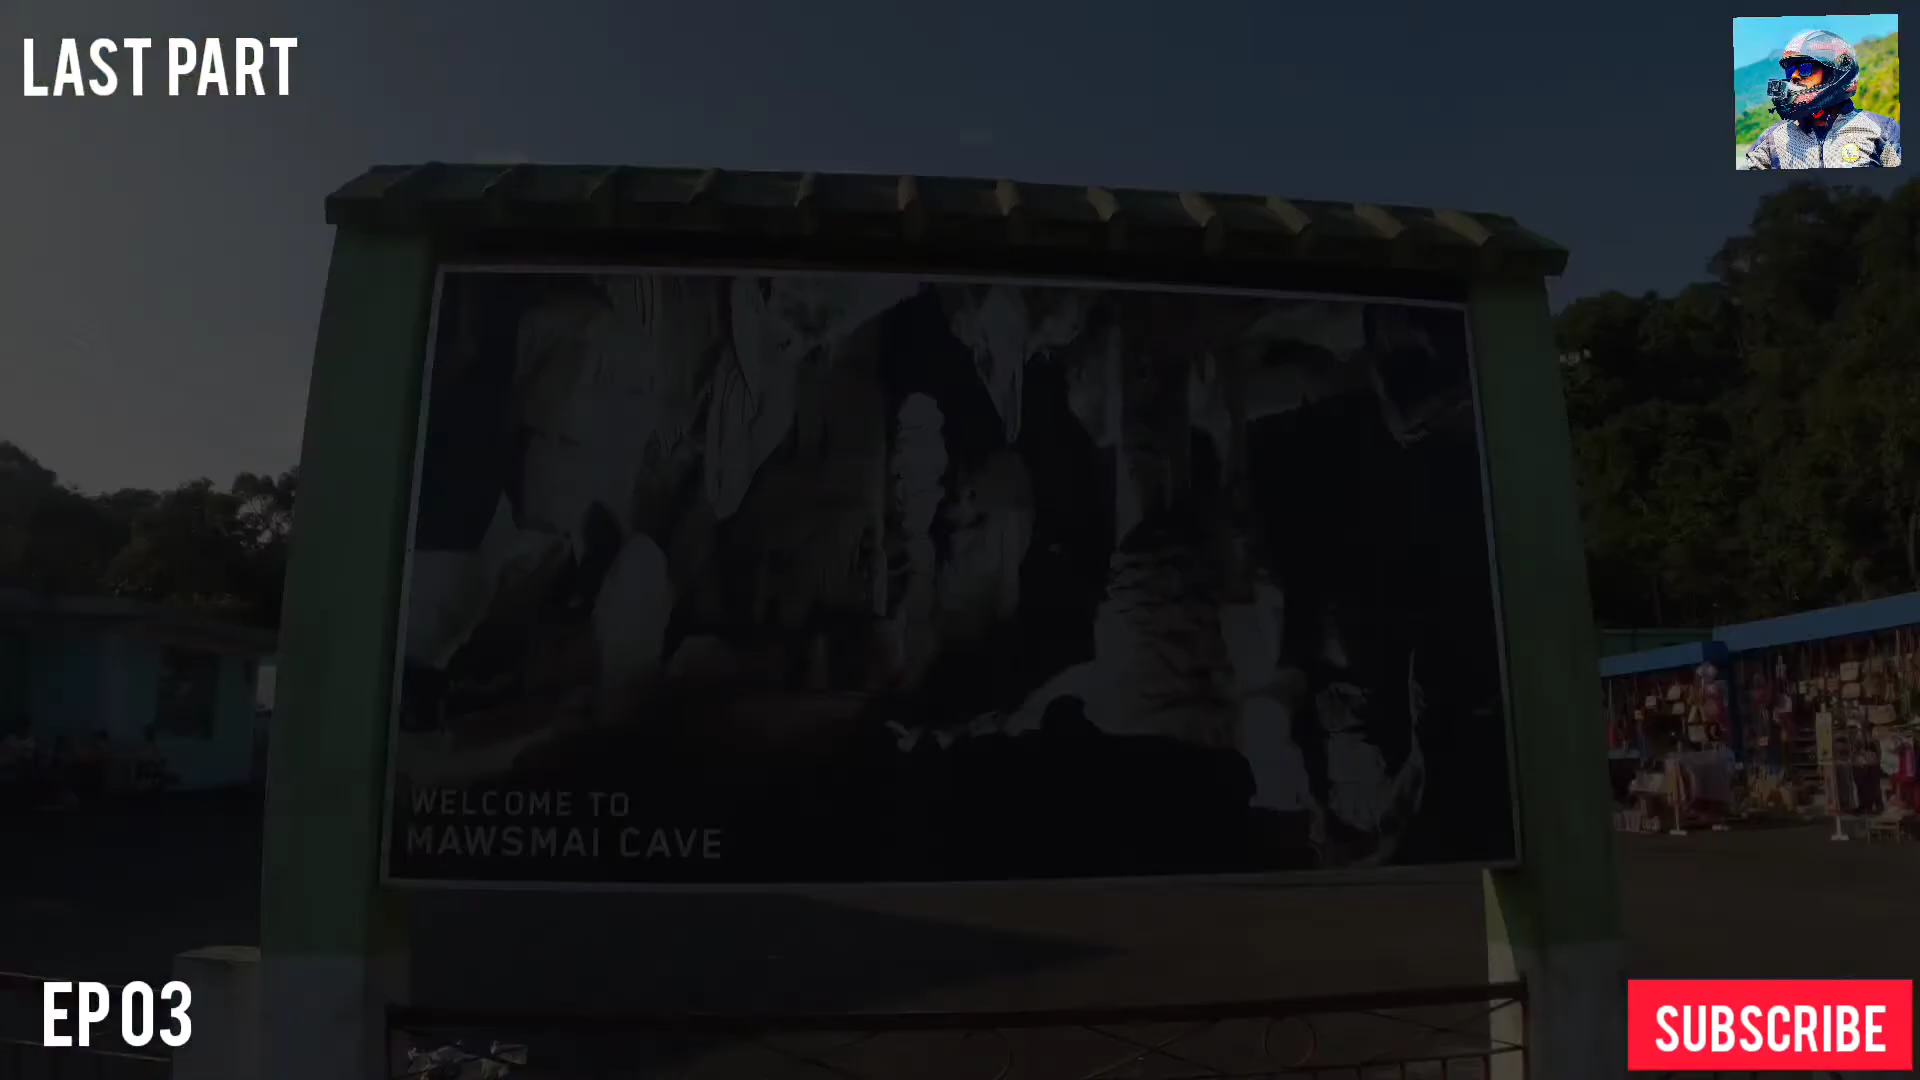 LAST PART
WELCOME TO
MAWSMAI CAVE
EP 03
SUBSCRIBE